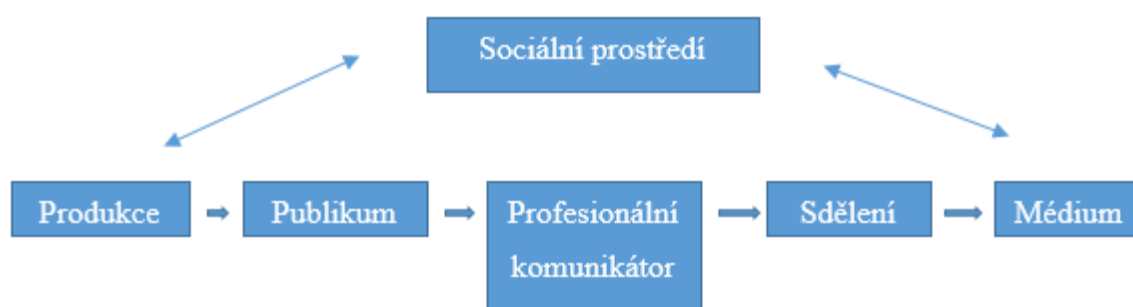 Sociální prostředí
Produkce
Publikum
Profesionální
komunikátor
Sdělení
Médium